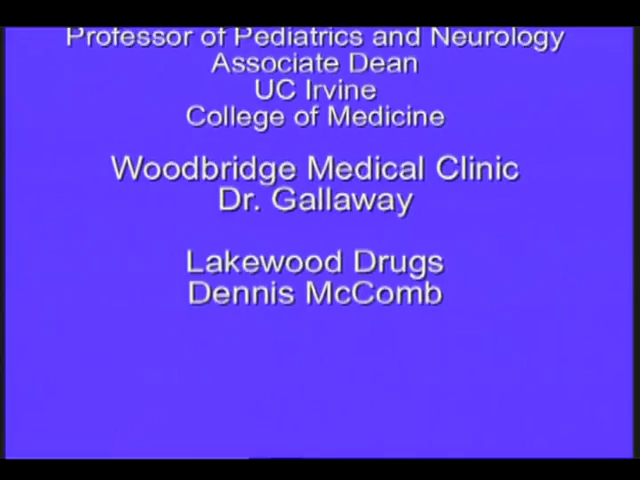 Professor of Pediatrics and Neurology
Associate Dean
UC Irvine
College of Medicine
Woodbridge Medical Clinic
Dr. Gallaway
Lakewood Drugs
Dennis McComb